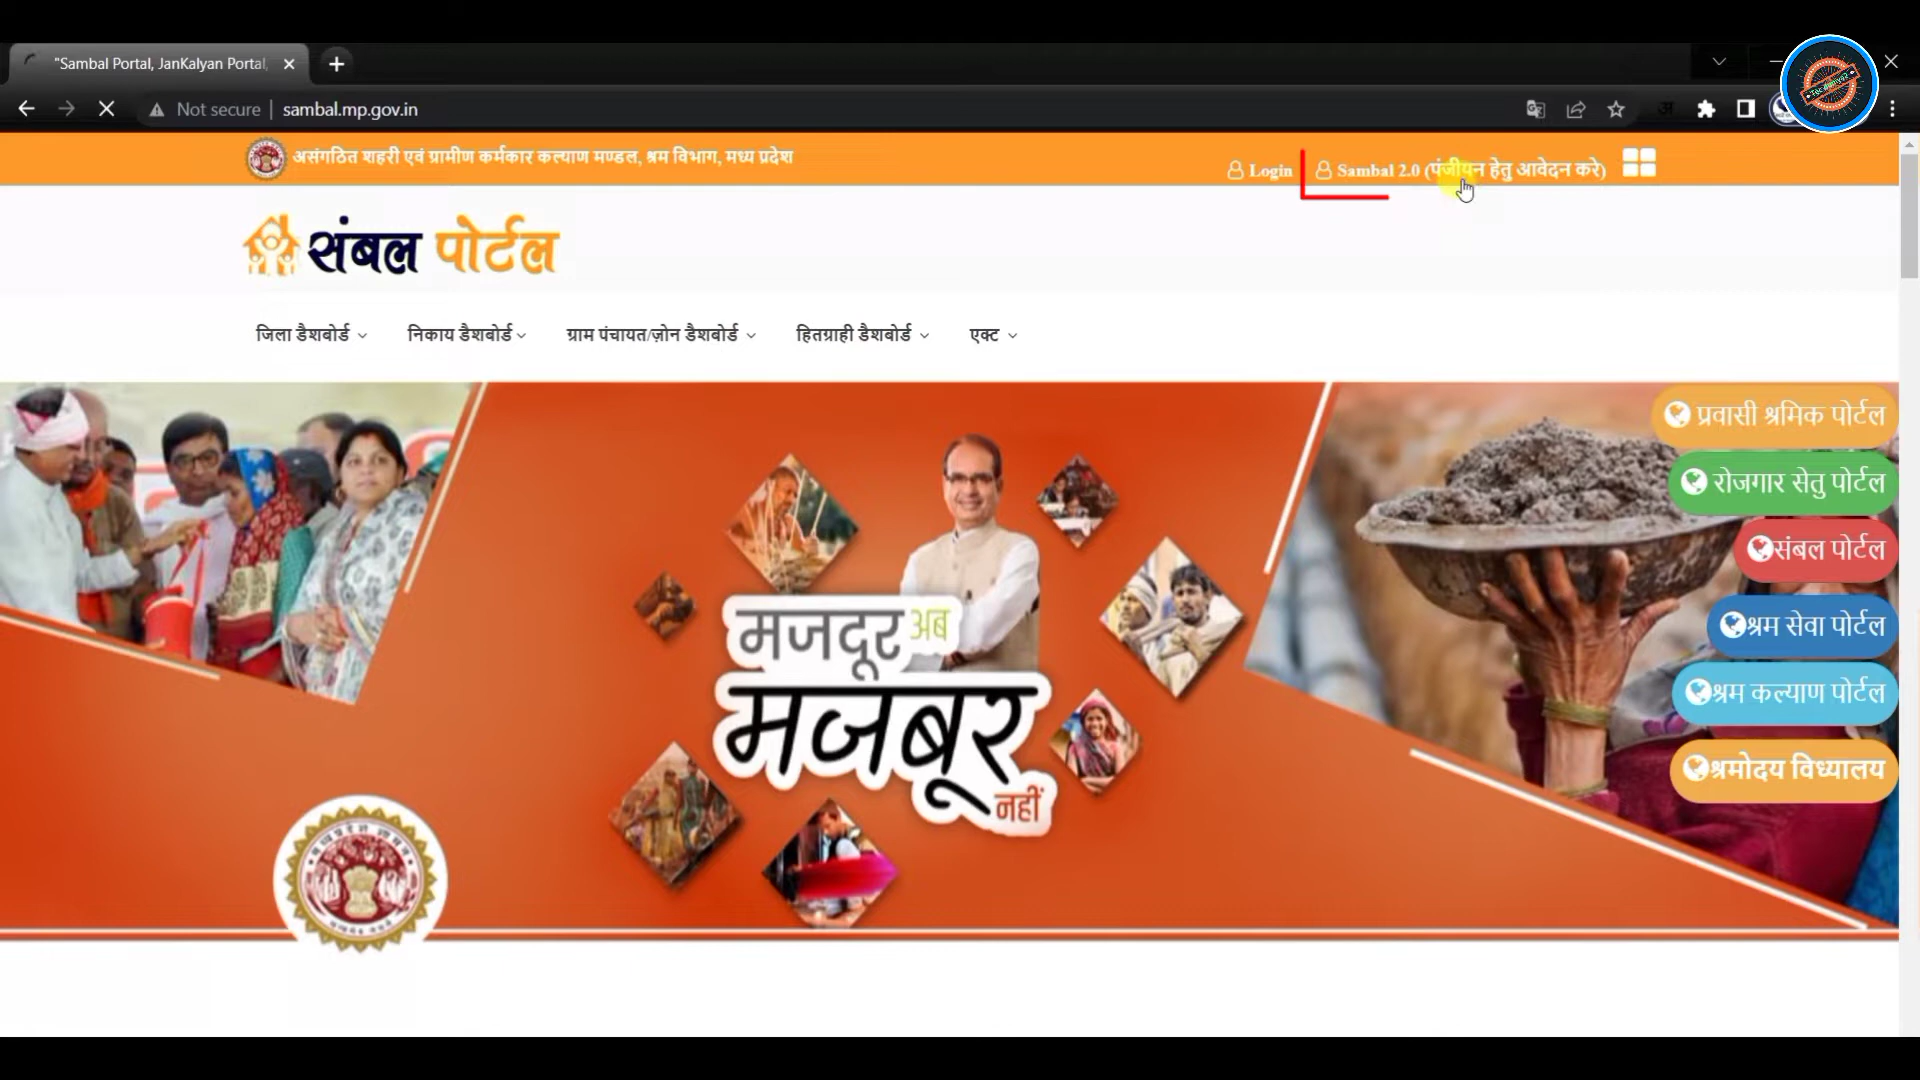 "Sambal Portal, JanKalyan Portal,
Not secure
sambal.mp.gov.in
असंगठित शहरी एवं ग्रामीण कर्मकार कल्याण मण्डल, श्रम विभाग, मध्य प्रदेश
Login
Sambal 2.0 (पंजीयन हेतु आवेदन करे)
संबल पोर्टल
जिला डैशबोर्ड
निकाय डैशबोर्ड
ग्राम पंचायत/ज़ोन डैशबोर्ड
हितग्राही डैशबोर्ड
एक्ट
मजदूर अब
मजबूर
नहीं
प्रवासी श्रमिक पोर्टल
रोजगार सेतु पोर्टल
संबल पोर्टल
श्रम सेवा पोर्टल
श्रम कल्याण पोर्टल
श्रमोदय विध्यालय